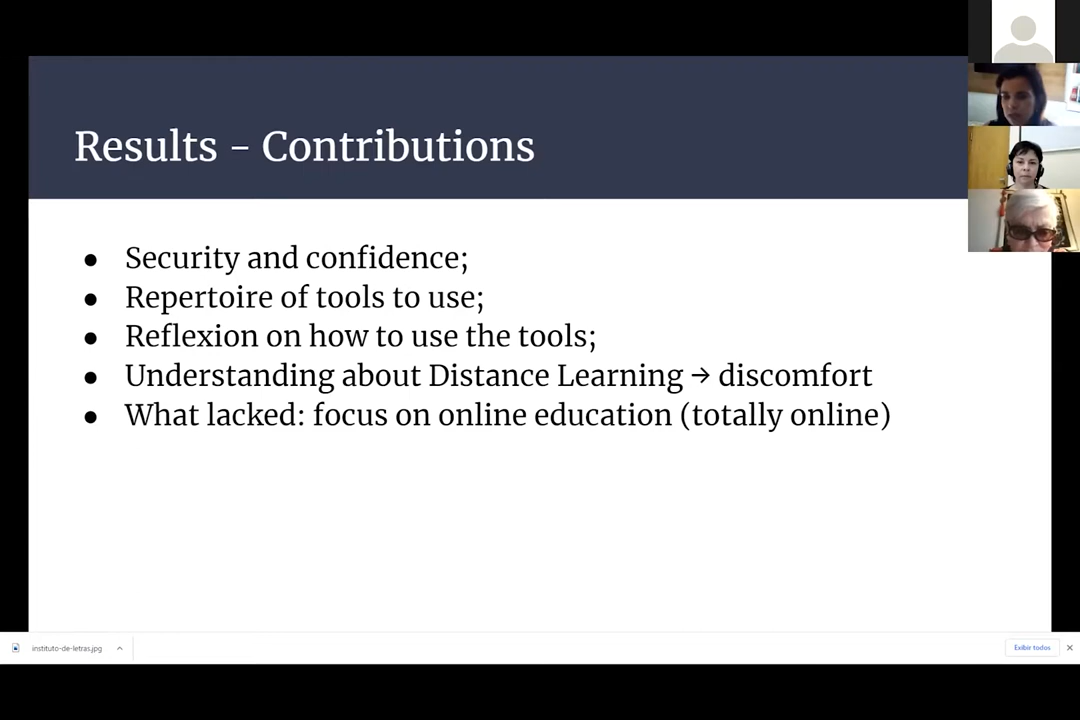 Results - Contributions
● Security and confidence;
● Repertoire of tools to use;
● Reflexion on how to use the tools;
● Understanding about Distance Learning → discomfort
● What lacked: focus on online education (totally online)
instituto-de-letras.jpg
Exibir todos